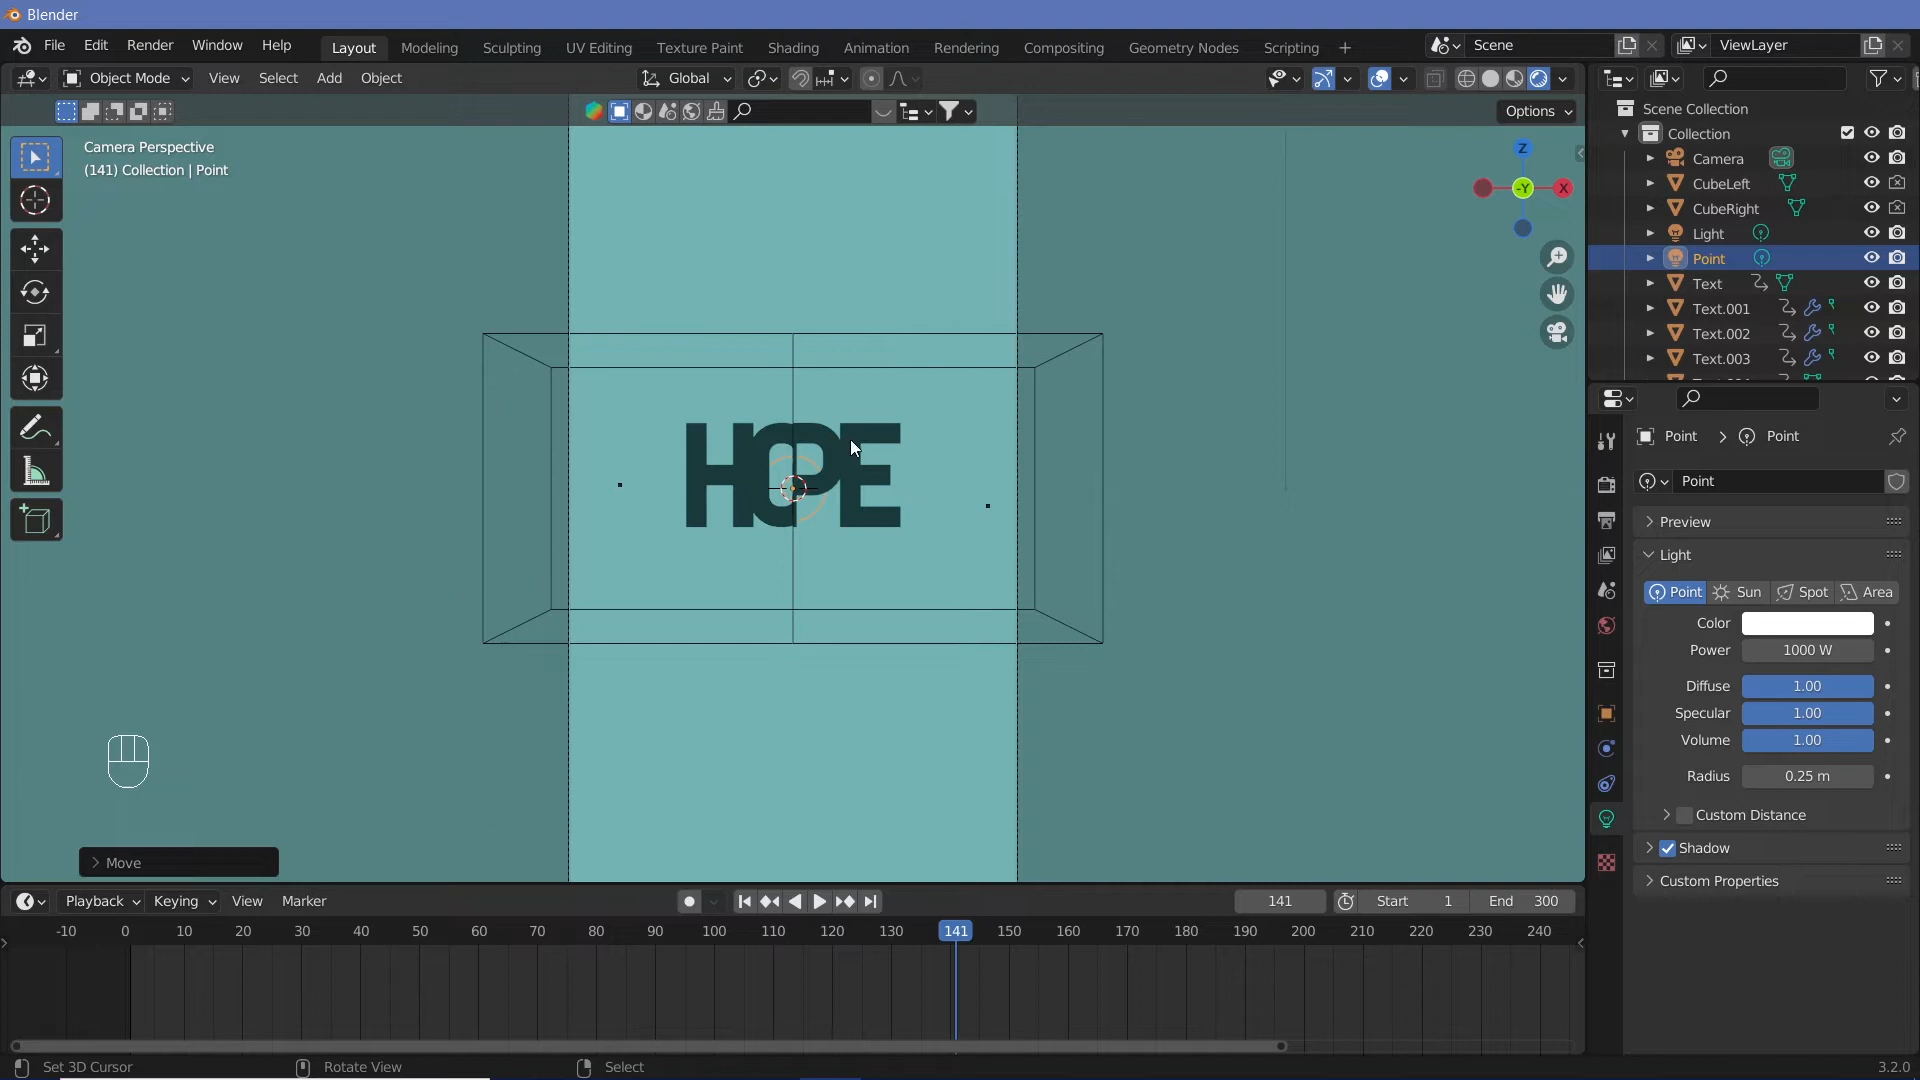 Blender
File Edit Render Window Help Layout Modeling Sculpting UV Editing Texture Paint Shading Animation Rendering Compositing Geometry Nodes Scripting + Scene ViewLayer
Object Mode View Select Add Object Global
Options
Camera Perspective
(141) Collection | Point
HOPE
Z
-Y X
Move
Scene Collection
Collection
Camera
CubeLeft
CubeRight
Light
Point
Text
Text.001
Text.002
Text.003
Point > Point
Point
Preview
Light
Point Sun Spot Area
Color
Power 1000 W
Diffuse 1.00
Specular 1.00
Volume 1.00
Radius 0.25 m
Custom Distance
Shadow
Custom Properties
Playback Keying View Marker 141 Start 1 End 300
-10 0 10 20 30 40 50 60 70 80 90 100 110 120 130 141 150 160 170 180 190 200 210 220 230 240
Set 3D Cursor Rotate View Select 3.2.0